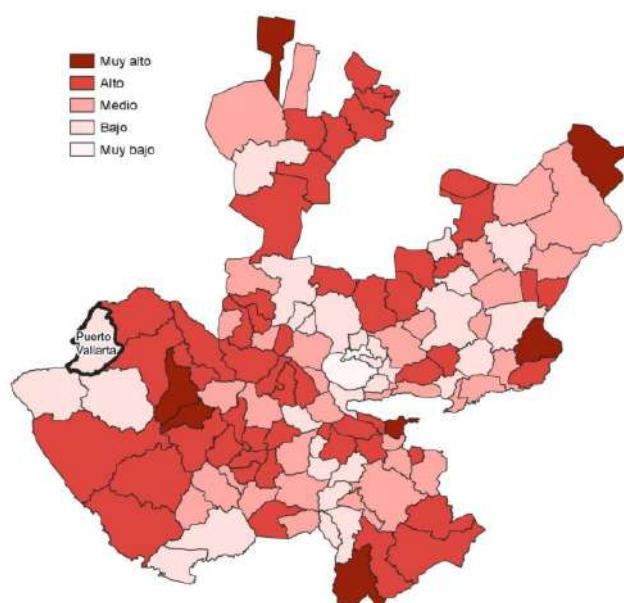 Muy alto
Alto
Medio
Bajo
Muy bajo
Puerto
Vallarta